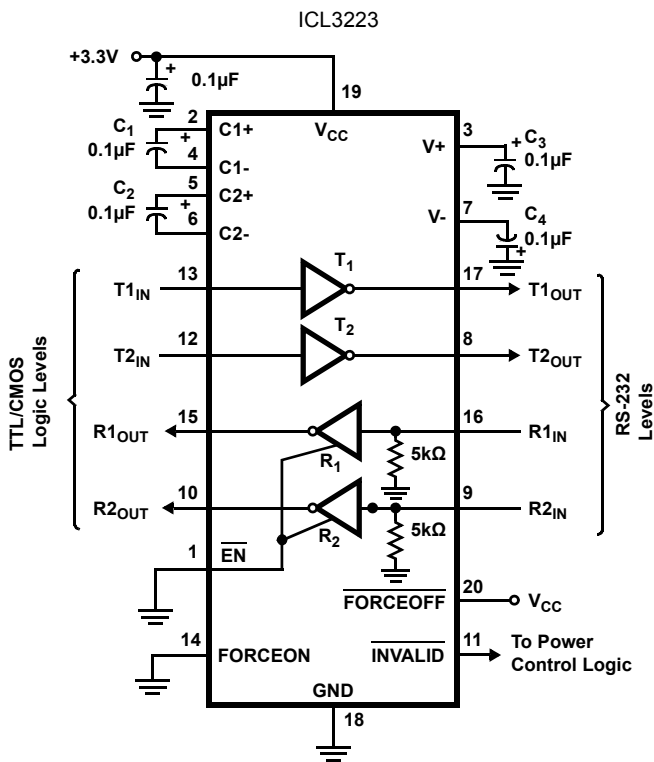 ICL3223
+3.3V
+
0.1µF
19
2
C1+
VCC
3
C1
0.1µF
+
V+
+
C3
0.1µF
4
C1-
C2
0.1µF
5
C2+
+
6
C2-
7
V-
C4
0.1µF
+
T1
T1IN
13
17
T1OUT
T2
T2IN
12
8
T2OUT
TTL/CMOS
Logic Levels
RS-232
Levels
R1OUT
15
16
R1IN
R1
5kΩ
R2OUT
10
9
R2IN
R2
5kΩ
1
EN
FORCEOFF
20
VCC
14
FORCEON
INVALID
11
To Power
Control Logic
GND
18